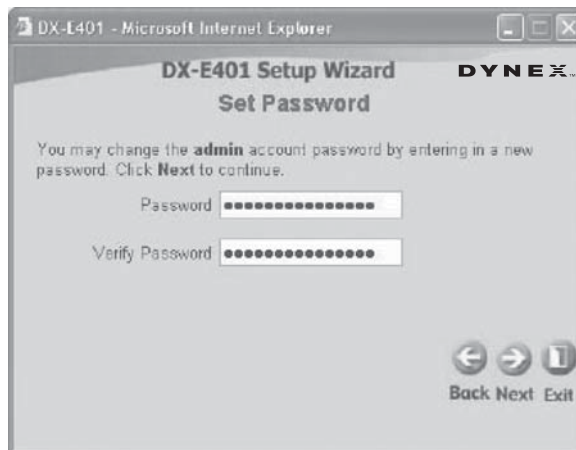 DX-E401 - Microsoft Internet Explorer
DX-E401 Setup Wizard
DYNEX™
Set Password
You may change the admin account password by entering in a new
password. Click Next to continue.
Password ●●●●●●●●●●●●●●●
Verify Password ●●●●●●●●●●●●●●●
Back Next Exit